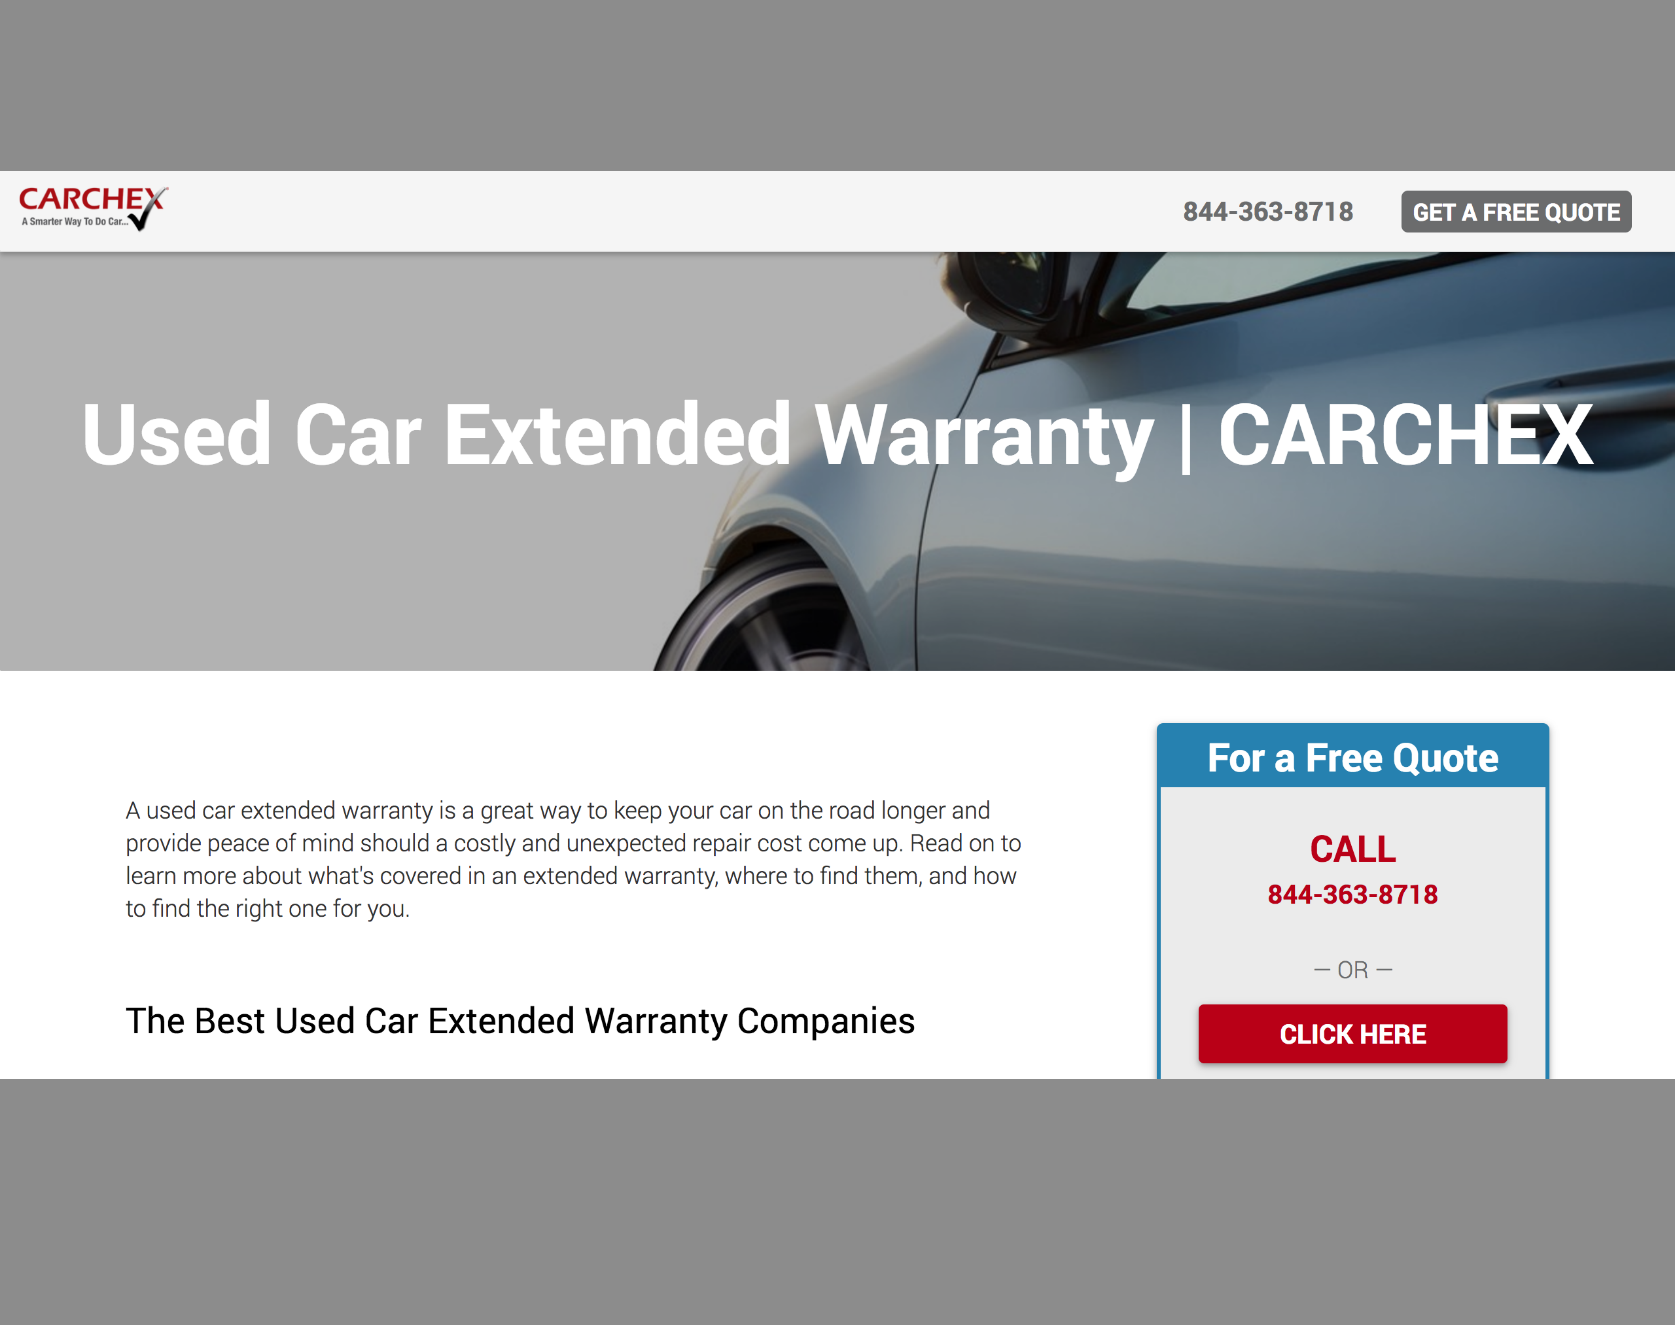 CARCHEX
A Smarter Way To Do Car...
844-363-8718
GET A FREE QUOTE
Used Car Extended Warranty | CARCHEX
A used car extended warranty is a great way to keep your car on the road longer and
provide peace of mind should a costly and unexpected repair cost come up. Read on to
learn more about what's covered in an extended warranty, where to find them, and how
to find the right one for you.
The Best Used Car Extended Warranty Companies
For a Free Quote
CALL
844-363-8718
— OR —
CLICK HERE